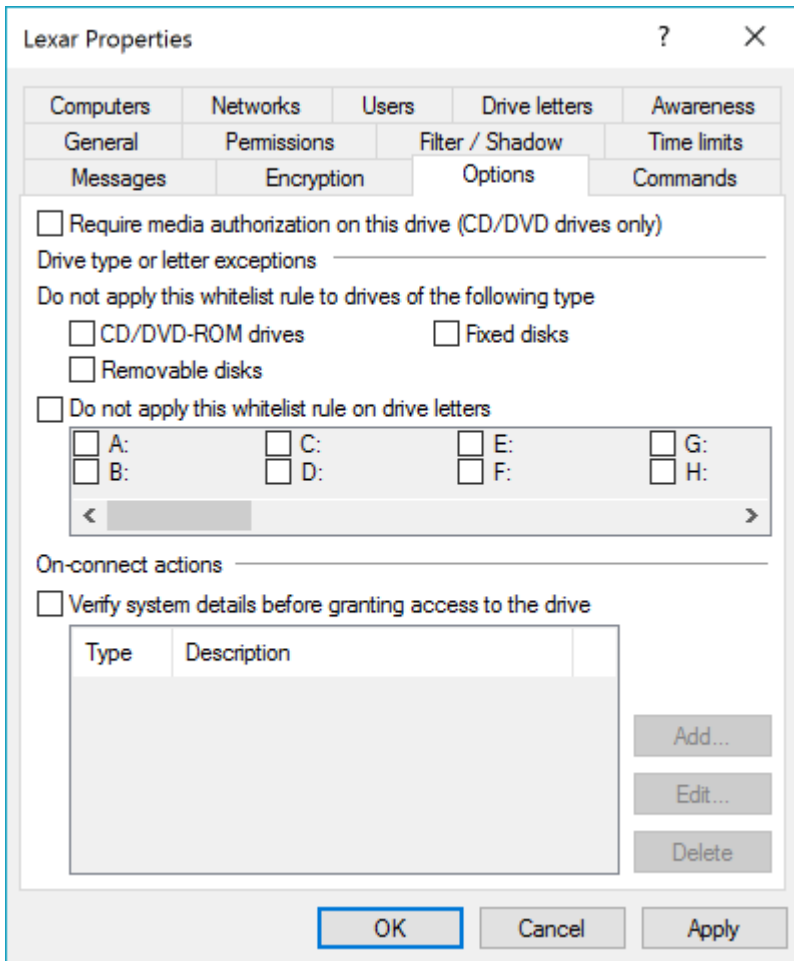 Lexar Properties ?
Computers Networks Users Drive letters Awareness
General Permissions Filter / Shadow Time limits
Messages Encryption Options Commands
Require media authorization on this drive (CD/DVD drives only)
Drive type or letter exceptions
Do not apply this whitelist rule to drives of the following type
CD/DVD-ROM drives Fixed disks
Removable disks
Do not apply this whitelist rule on drive letters
A: C: E: G:
B: D: F: H:
On-connect actions
Verify system details before granting access to the drive
Type Description
Add...
Edit...
Delete
OK Cancel Apply